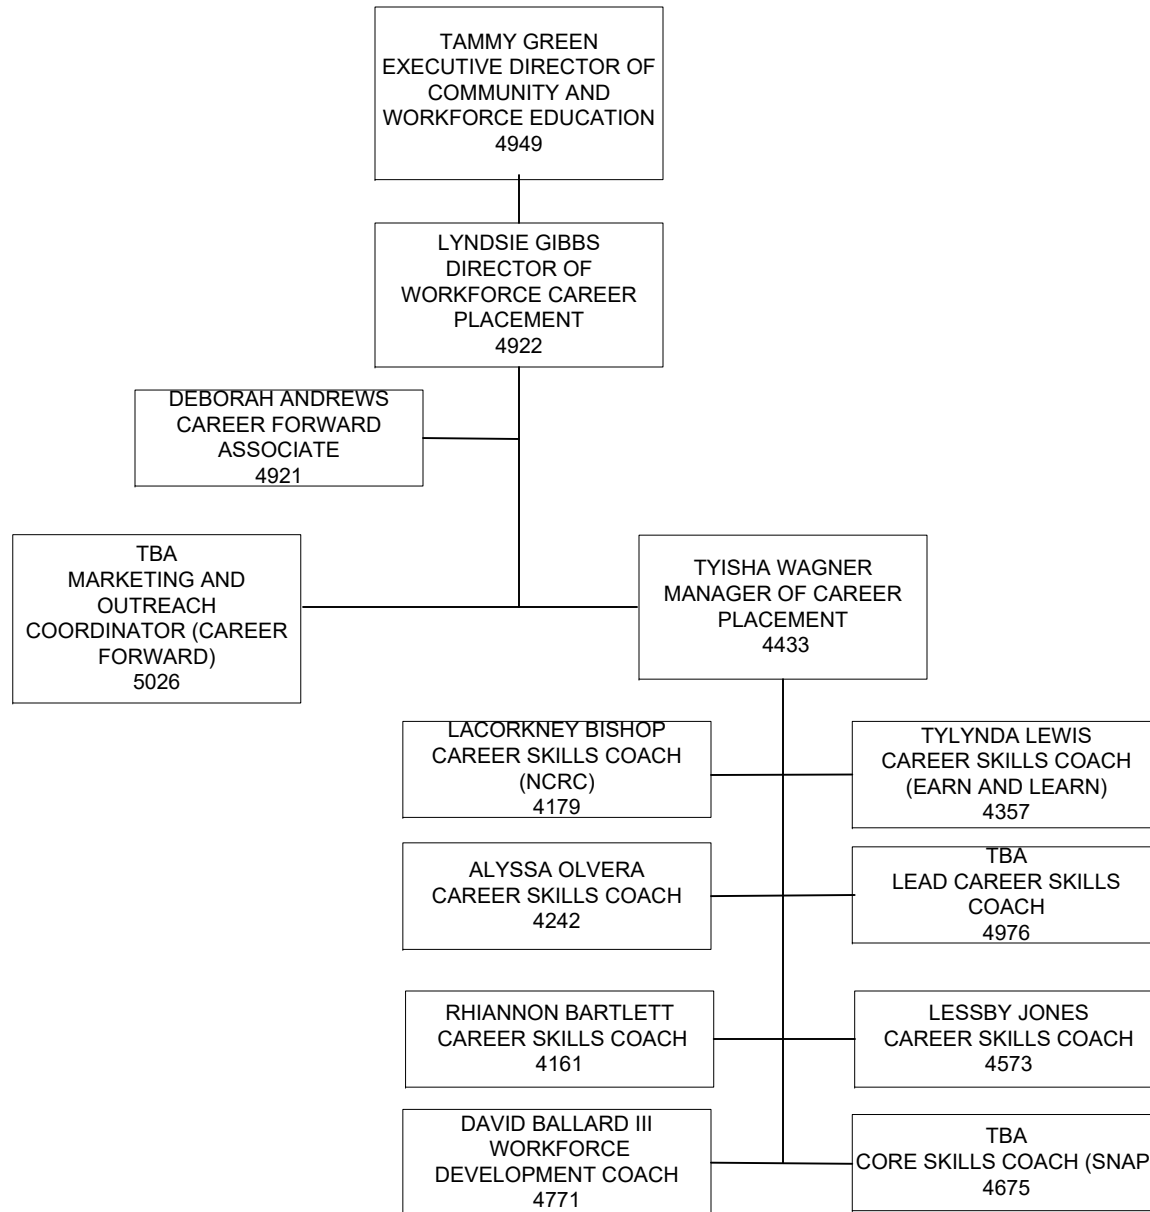 TAMMY GREEN
EXECUTIVE DIRECTOR OF
COMMUNITY AND
WORKFORCE EDUCATION
4949
LYNDSIE GIBBS
DIRECTOR OF
WORKFORCE CAREER
PLACEMENT
4922
DEBORAH ANDREWS
CAREER FORWARD
ASSOCIATE
4921
TBA
MARKETING AND
OUTREACH
COORDINATOR (CAREER
FORWARD)
5026
TYISHA WAGNER
MANAGER OF CAREER
PLACEMENT
4433
LACORKNEY BISHOP
CAREER SKILLS COACH
(NCRC)
4179
TYLYNDA LEWIS
CAREER SKILLS COACH
(EARN AND LEARN)
4357
ALYSSA OLVERA
CAREER SKILLS COACH
4242
TBA
LEAD CAREER SKILLS
COACH
4976
RHIANNON BARTLETT
CAREER SKILLS COACH
4161
LESSBY JONES
CAREER SKILLS COACH
4573
DAVID BALLARD III
WORKFORCE
DEVELOPMENT COACH
4771
TBA
CORE SKILLS COACH (SNAP
4675